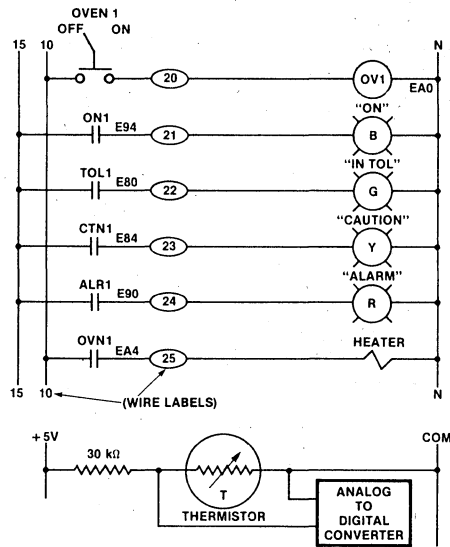 OVEN 1
OFF ON
15 10 N
20 OV1 EA0
"ON"
ON1 E94 21 B
"IN TOL"
TOL1 E80 22 G
"CAUTION"
CTN1 E84 23 Y
"ALARM"
ALR1 E90 24 R
OVN1 EA4 25 HEATER
15 10 (WIRE LABELS) N
+5V COM
30 kΩ
T
THERMISTOR
ANALOG
TO
DIGITAL
CONVERTER